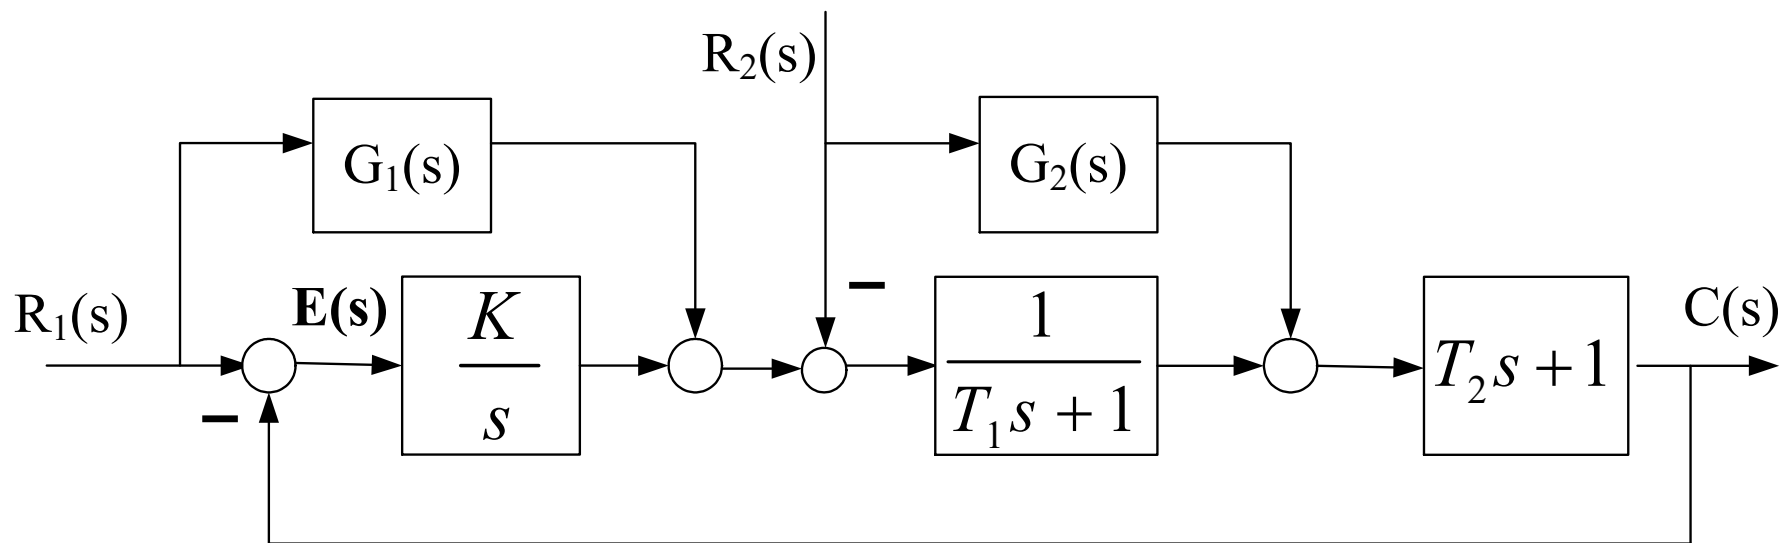 R₂(s)
G₁(s)
G₂(s)
R₁(s)
E(s)
K
s
−
1
T₁s + 1
T₂s + 1
C(s)
−